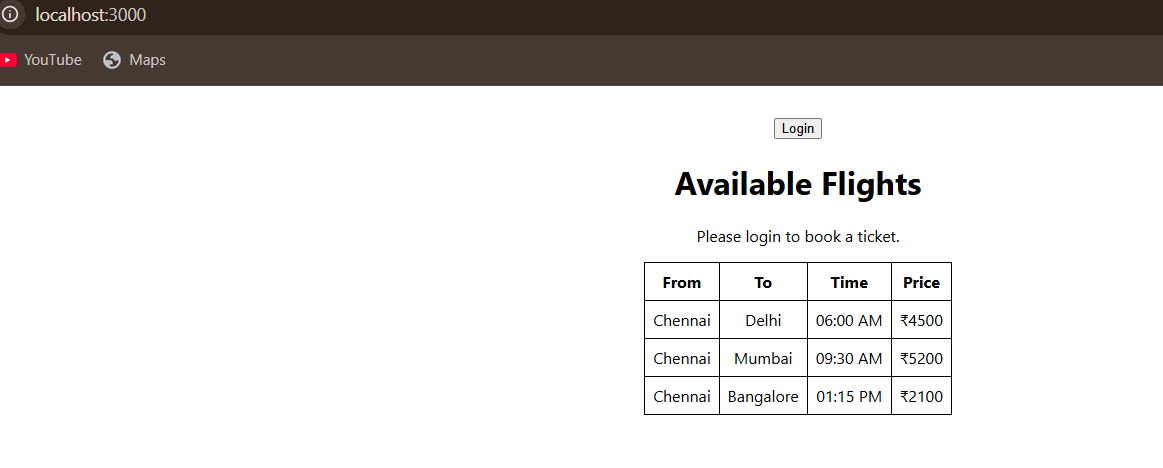 localhost:3000
YouTube Maps
Login
Available Flights
Please login to book a ticket.
From To Time Price
Chennai Delhi 06:00 AM ₹4500
Chennai Mumbai 09:30 AM ₹5200
Chennai Bangalore 01:15 PM ₹2100